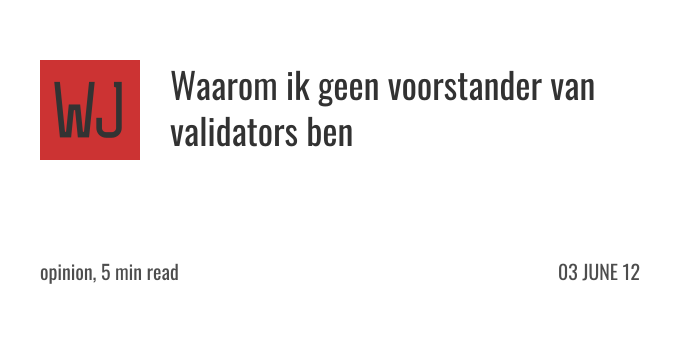 WJ
Waarom ik geen voorstander van
validators ben
opinion, 5 min read
03 JUNE 12